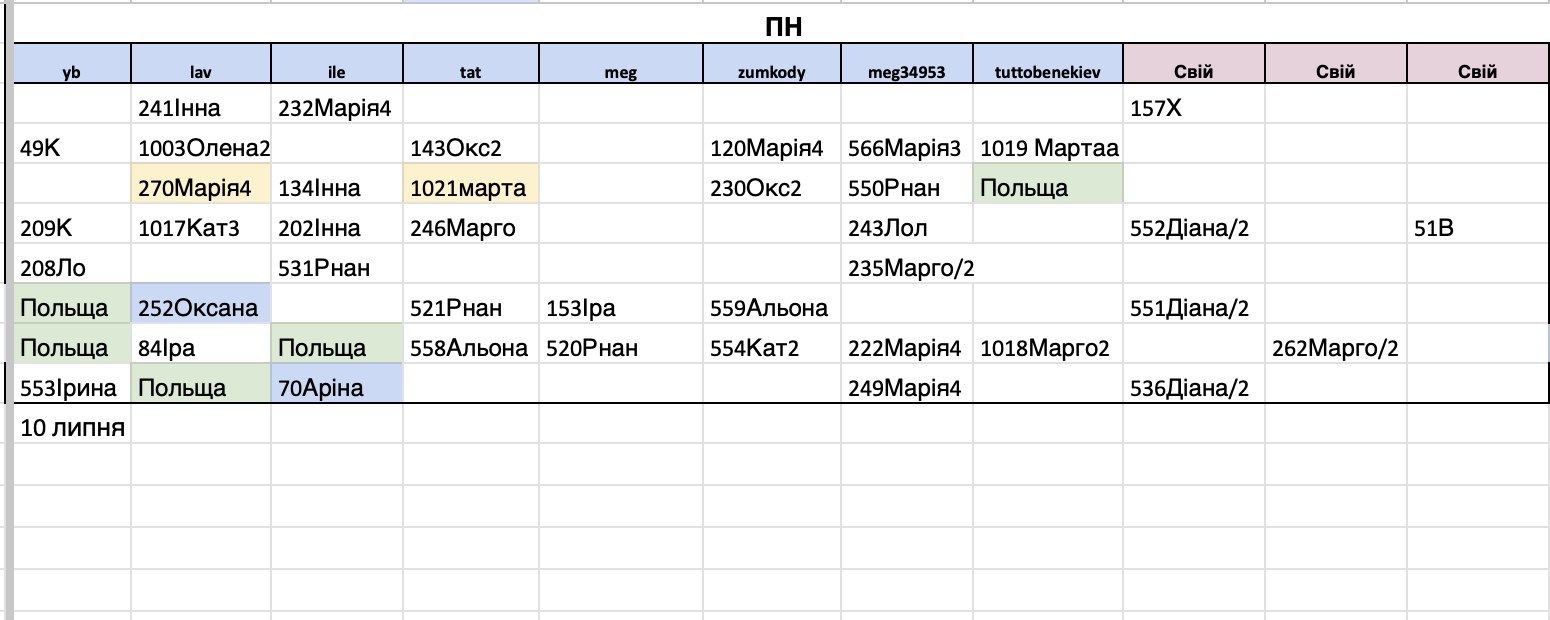 ПН
yb lav ile tat meg zumkody meg34953 tuttobenekiev Свій Свій Свій
241Інна 232Марія4 157Х
49К 1003Олена2 143Окс2 120Марія4 566Марія3 1019 Мартаа
270Марія4 134Інна 1021марта 230Окс2 550Рнан Польща
209К 1017Кат3 202Інна 246Марго 243Лол 552Діана/2 51В
208Ло 531Рнан 235Марго/2
Польща 252Оксана 521Рнан 153Іра 559Альона 551Діана/2
Польща 84Іра Польща 558Альона 520Рнан 554Кат2 222Марія4 1018Марго2 262Марго/2
553Ірина Польща 70Аріна 249Марія4 536Діана/2
10 липня